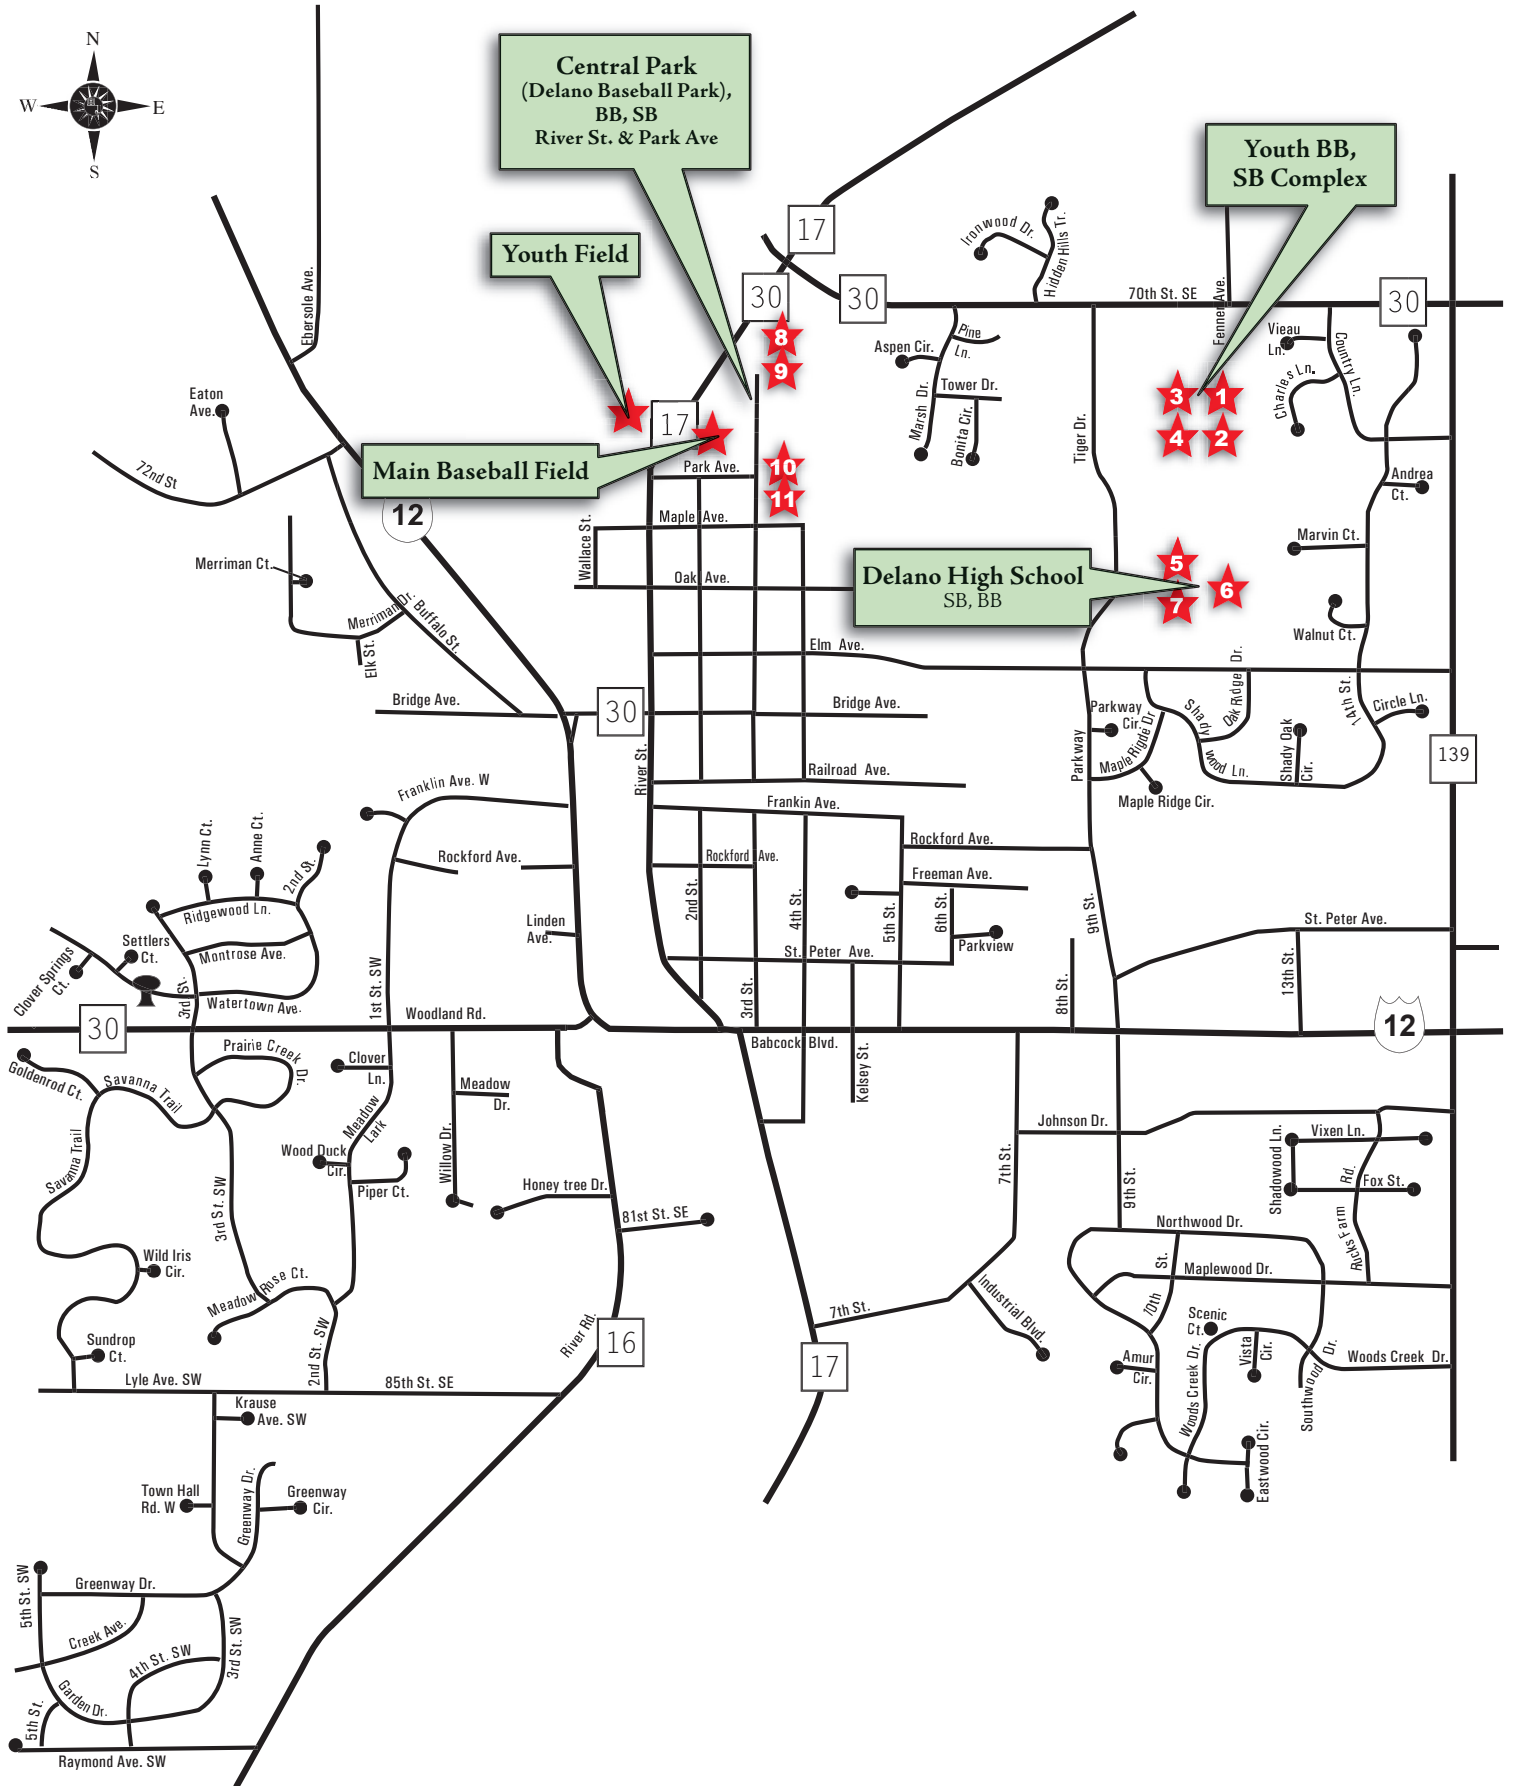 N
W
E
S
Central Park
(Delano Baseball Park),
BB, SB
River St. & Park Ave
Youth BB,
SB Complex
Youth Field
Main Baseball Field
Delano High School
SB, BB
17
30
30
30
17
12
30
139
30
12
16
17
8
9
3
1
4
2
10
11
5
6
7
Ebersole Ave.
Eaton
Ave.
72nd St
Merriman Ct.
Merriman Dr.
Buffalo St.
Elk St.
Bridge Ave.
Ironwood Dr.
Hidden Hills Tr.
70th St. SE
Fenner Ave.
Vieau
Ln.
Country Ln.
Charles Ln.
Aspen Cir.
Pine
Ln.
Tower Dr.
Marsh Dr.
Bonita Cir.
Tiger Dr.
Andrea
Ct.
Marvin Ct.
Walnut Ct.
Park Ave.
Maple Ave.
Wallace St.
Oak Ave.
Elm Ave.
Bridge Ave.
Railroad Ave.
River St.
Frankin Ave.
Parkway
Cir.
Parkway
Maple Rigde Dr
Maple Ridge Cir.
Shady
wood Ln.
Oak Ridge Dr.
Shady Oak
Cir.
14th St.
Circle Ln.
Franklin Ave. W
Rockford Ave.
Rockford Ave.
Rockford Ave.
Freeman Ave.
2nd St.
4th St.
5th St.
6th St.
Parkview
9th St.
St. Peter Ave.
St. Peter Ave.
13th St.
8th St.
3rd St.
Lynn Ct.
Anne Ct.
2nd St.
Ridgewood Ln.
Montrose Ave.
Settlers
Ct.
Clover Springs
Ct.
3rd St.
Watertown Ave.
Linden
Ave.
1st St. SW
Woodland Rd.
Babcock Blvd.
Kelsey St.
Goldenrod Ct.
Savanna Trail
Prairie Creek
Dr.
Clover
Ln.
Meadow
Lark
Meadow
Dr.
Willow Dr.
Wood Duck
Cir.
Piper Ct.
Honey tree Dr.
81st St. SE
Savanna Trail
3rd St. SW
Wild Iris
Cir.
Meadow Rose Ct.
Sundrop
Ct.
2nd St. SW
River Rd.
Lyle Ave. SW
85th St. SE
Johnson Dr.
7th St.
9th St.
Shadowood Ln.
Vixen Ln.
Fox St.
Rucks Farm
Rd.
Northwood Dr.
Maplewood Dr.
10th
St.
7th St.
Industrial Blvd.
Scenic
Ct.
Amur
Cir.
Woods Creek Dr.
Vista
Cir.
Southwood Dr.
Woods Creek Dr.
Eastwood Cir.
Krause
Ave. SW
Town Hall
Rd. W
Greenway Dr.
Greenway
Cir.
5th St. SW
Greenway Dr.
Creek Ave.
4th St. SW
3rd St. SW
Garden Dr.
5th St.
Raymond Ave. SW